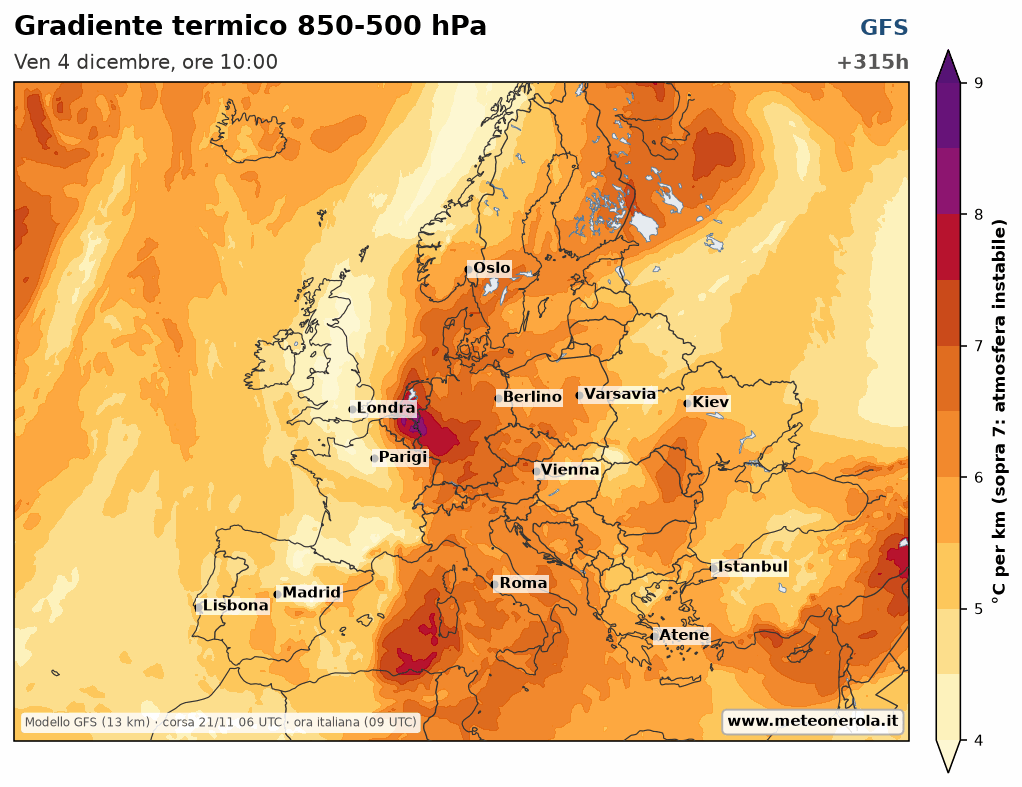 Gradiente termico 850-500 hPa
GFS
Ven 4 dicembre, ore 10:00
+315h
Oslo
Londra
Berlino
Varsavia
Kiev
Parigi
Vienna
Madrid
Lisbona
Roma
Istanbul
Atene
Modello GFS (13 km) · corsa 21/11 06 UTC · ora italiana (09 UTC)
www.meteonerola.it
9
8
7
6
5
4
°C per km (sopra 7: atmosfera instabile)